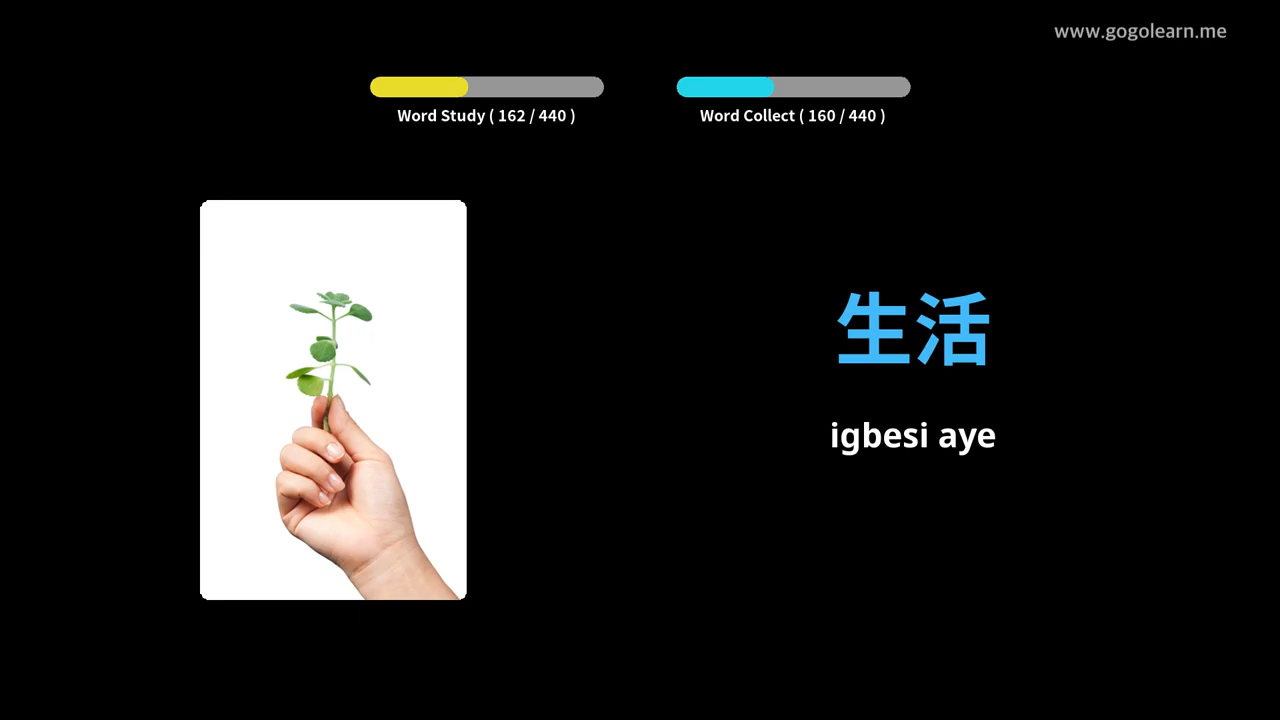 www.gogolearn.me
Word Study ( 162 / 440 )
Word Collect ( 160 / 440 )
生活
igbesi aye